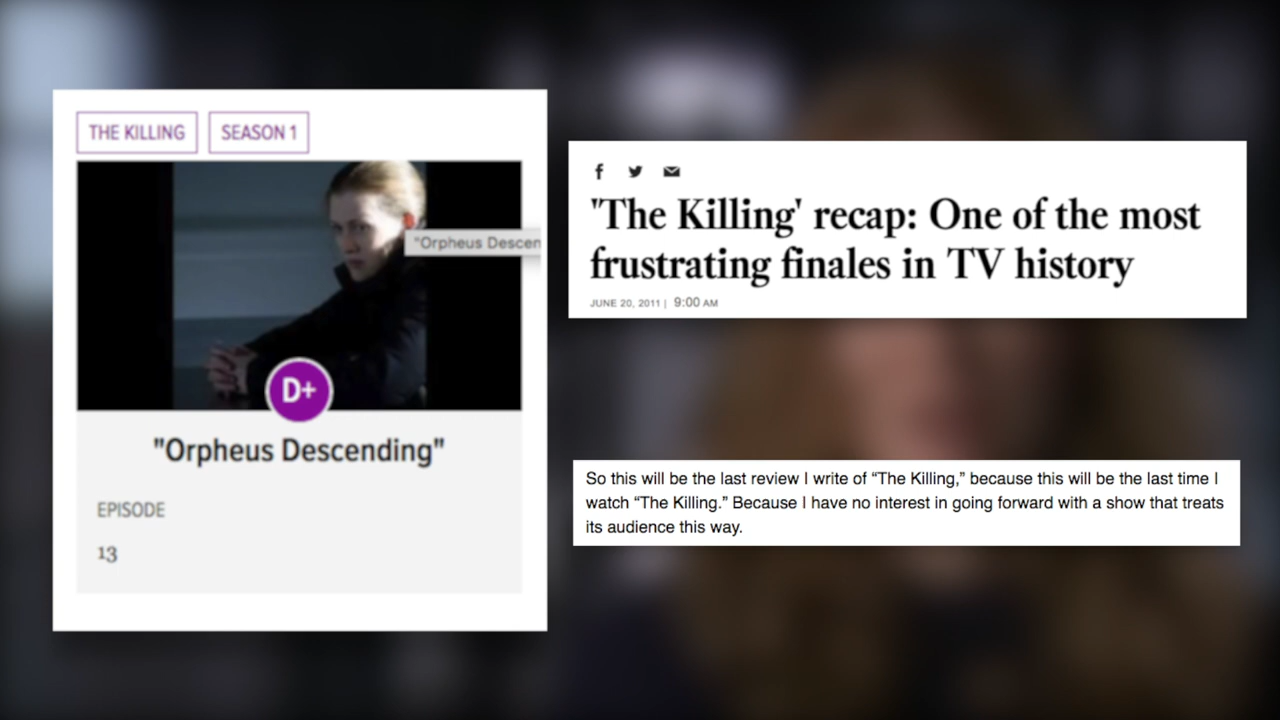 THE KILLING
SEASON 1
"Orpheus Descen
D+
"Orpheus Descending"
EPISODE
13
'The Killing' recap: One of the most
frustrating finales in TV history
JUNE 20, 2011 | 9:00 AM
So this will be the last review I write of “The Killing,” because this will be the last time I
watch “The Killing.” Because I have no interest in going forward with a show that treats
its audience this way.